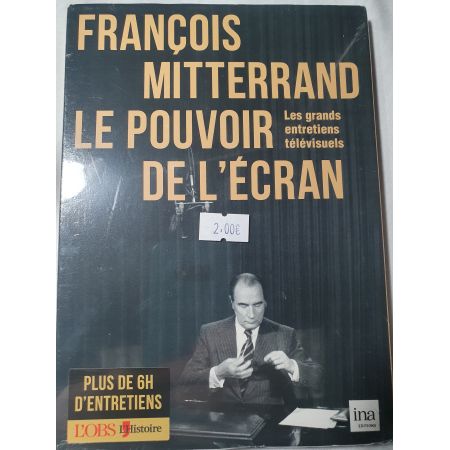 FRANÇOIS
MITTERRAND
LE POUVOIR
Les grands
entretiens
télévisuels
DE L'ÉCRAN
2,00€
PLUS DE 6H
D'ENTRETIENS
L'OBS L'Histoire
ina
ÉDITIONS